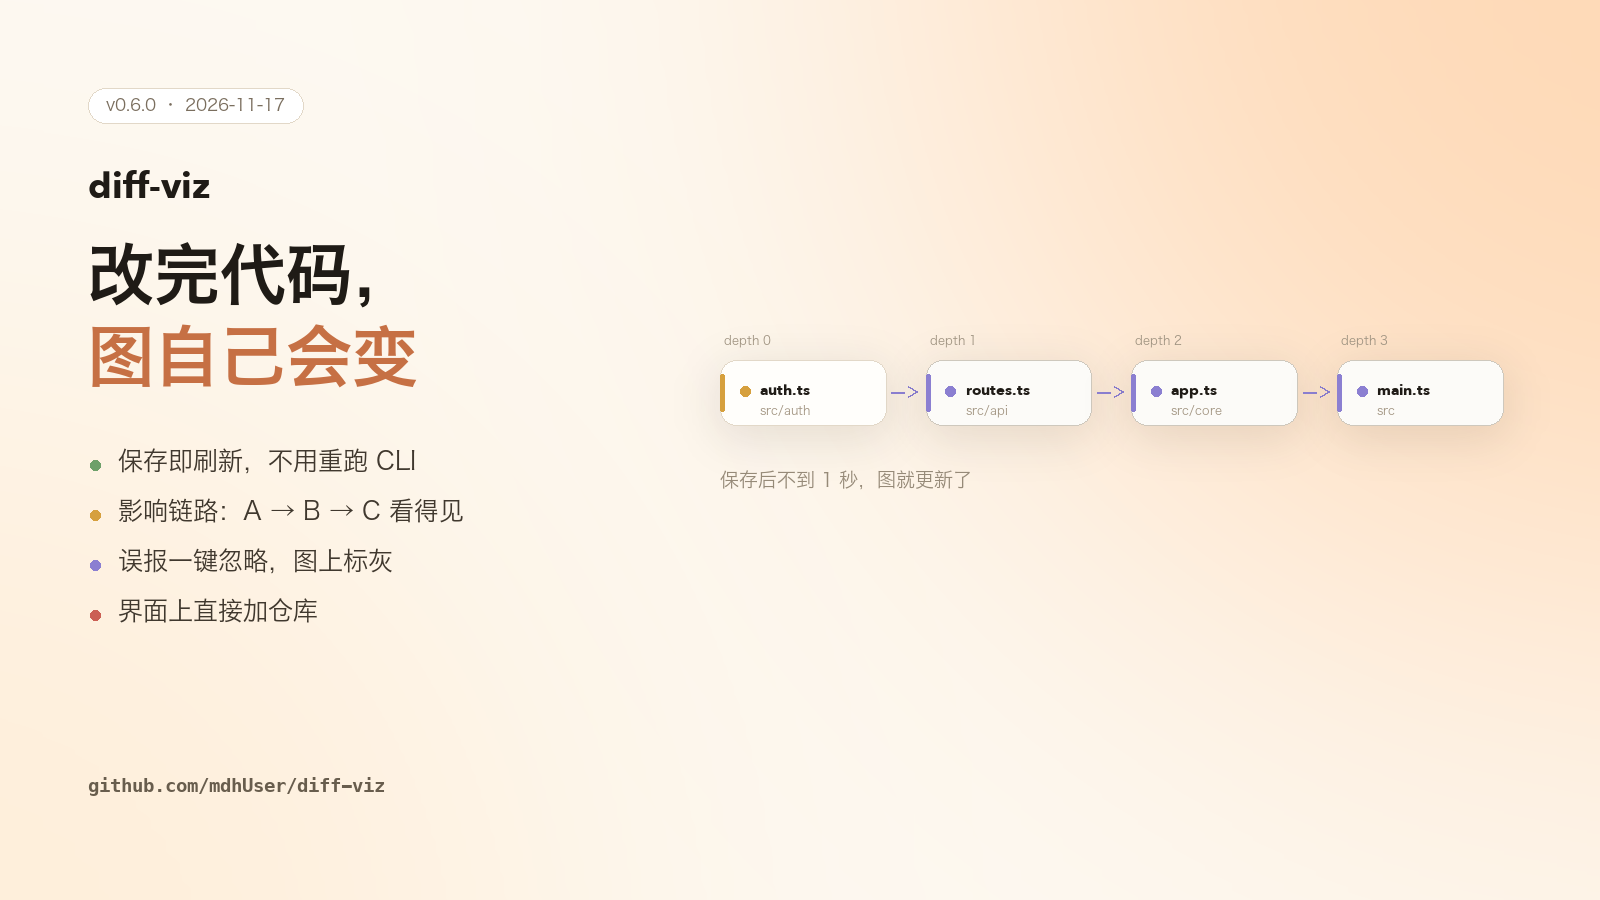 v0.6.0 · 2026-11-17
diff-viz
改完代码，
图自己会变
保存即刷新，不用重跑 CLI
影响链路：A → B → C 看得见
误报一键忽略，图上标灰
界面上直接加仓库
github.com/mdhUser/diff-viz
depth 0
auth.ts
src/auth
depth 1
routes.ts
src/api
depth 2
app.ts
src/core
depth 3
main.ts
src
保存后不到 1 秒，图就更新了